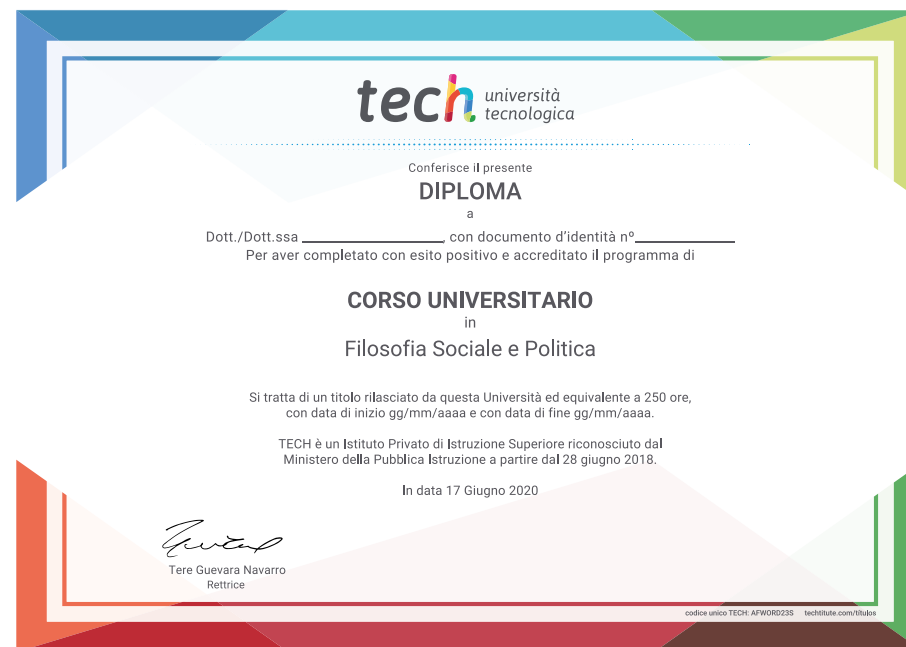 tech università
tecnologica
Conferisce il presente
DIPLOMA
a
Dott./Dott.ssa ________________, con documento d'identità nº____________
Per aver completato con esito positivo e accreditato il programma di
CORSO UNIVERSITARIO
in
Filosofia Sociale e Politica
Si tratta di un titolo rilasciato da questa Università ed equivalente a 250 ore,
con data di inizio gg/mm/aaaa e con data di fine gg/mm/aaaa.
TECH è un Istituto Privato di Istruzione Superiore riconosciuto dal
Ministero della Pubblica Istruzione a partire dal 28 giugno 2018.
In data 17 Giugno 2020
Tere Guevara Navarro
Rettrice
codice unico TECH: AFWORD23S techtitute.com/títulos